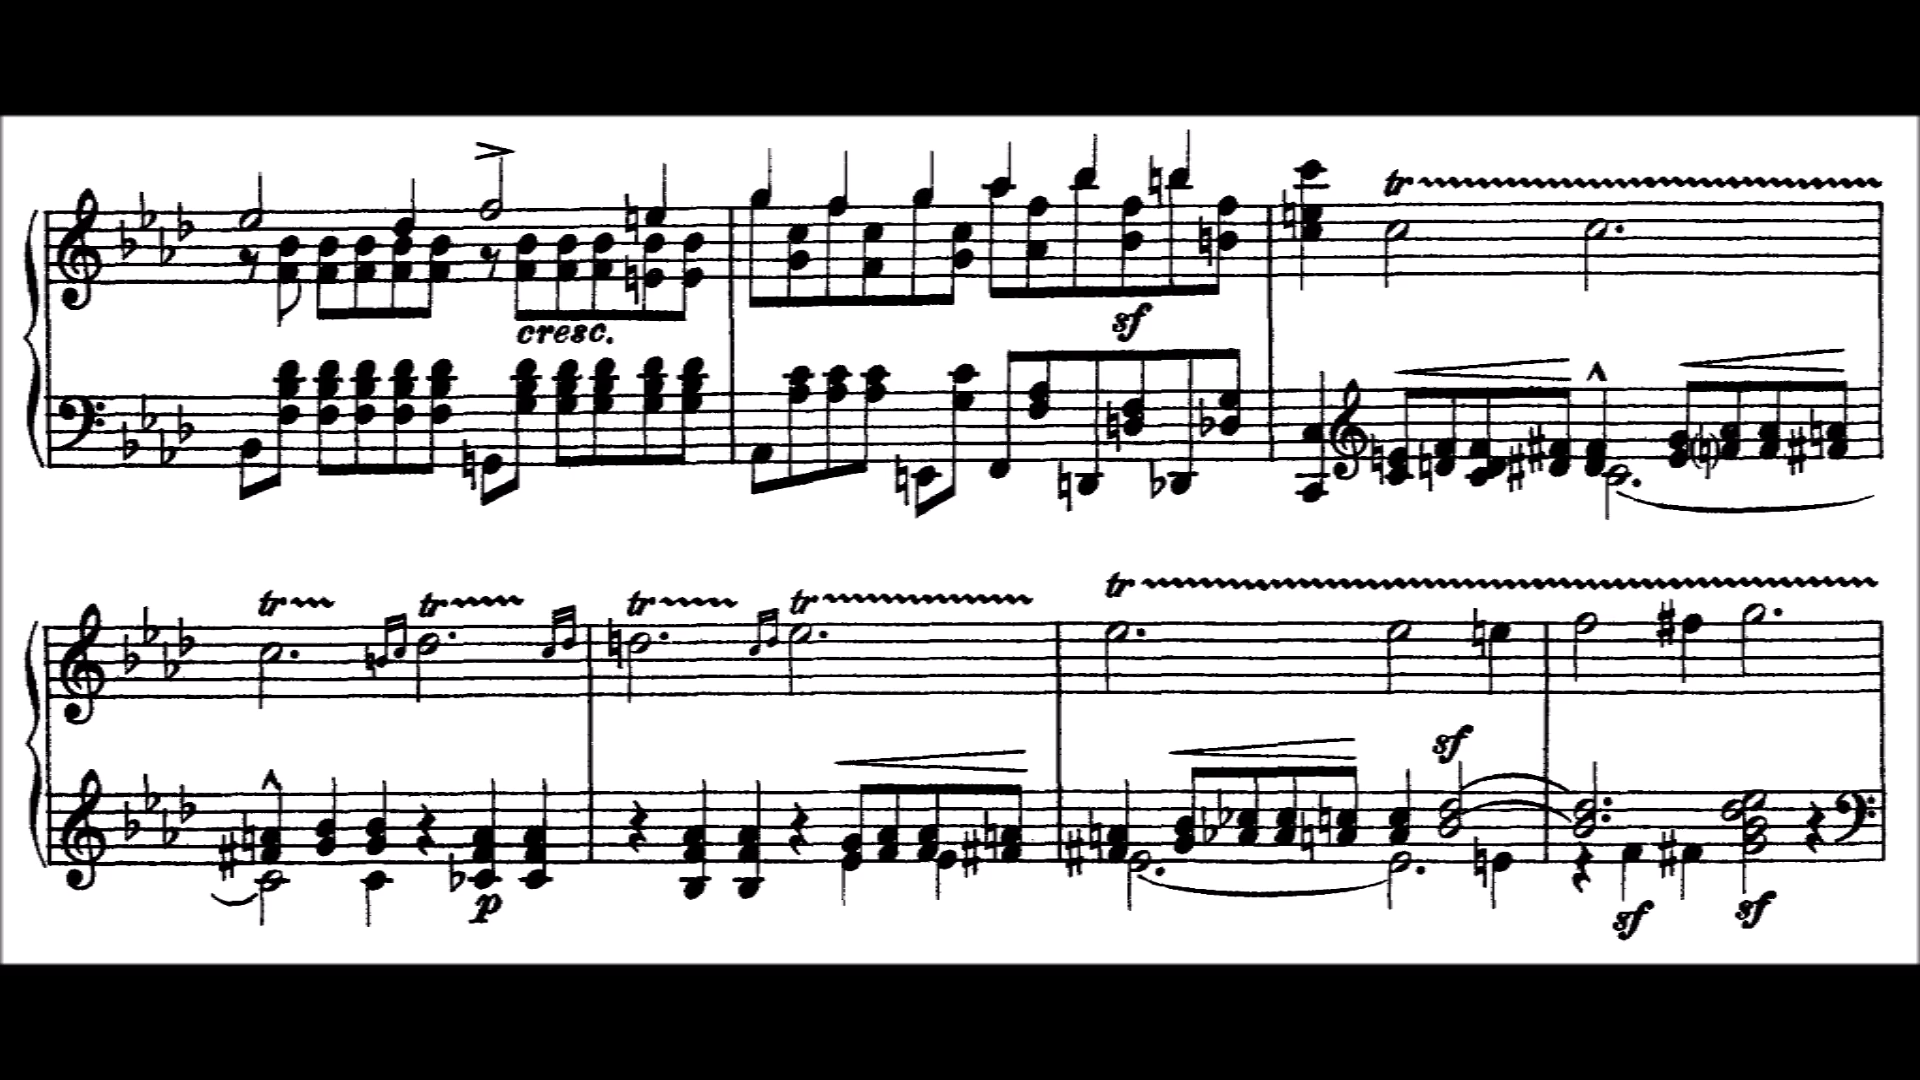 cresc.
sf
tr
tr tr tr tr tr
sf
p
sf sf